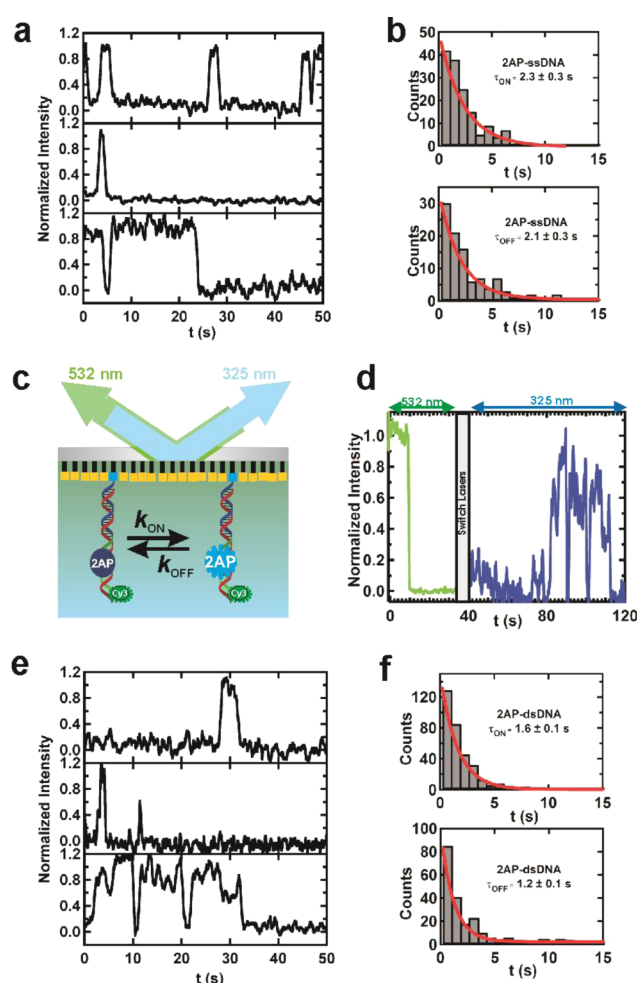 a
Normalized Intensity
1.2
0.8
0.4
0.0
1.2
0.8
0.4
0.0
1.2
0.8
0.4
0.0
0 10 20 30 40 50
t (s)
b
Counts
50
40
30
20
10
0
2AP-ssDNA
τON = 2.3 ± 0.3 s
0 5 10 15
t (s)
Counts
30
20
10
0
2AP-ssDNA
τOFF = 2.1 ± 0.3 s
0 5 10 15
t (s)
c
532 nm 325 nm
kON
kOFF
2AP 2AP
Cy3 Cy3
d
532 nm 325 nm
Normalized Intensity
1.0
0.8
0.6
0.4
0.2
0.0
Switch Lasers
0 20 40 60 80 100 120
t (s)
e
Normalized Intensity
1.2
0.8
0.4
0.0
1.2
0.8
0.4
0.0
1.2
0.8
0.4
0.0
0 10 20 30 40 50
t (s)
f
Counts
120
80
40
0
2AP-dsDNA
τON = 1.6 ± 0.1 s
0 5 10 15
t (s)
Counts
100
80
60
40
20
0
2AP-dsDNA
τOFF = 1.2 ± 0.1 s
0 5 10 15
t (s)